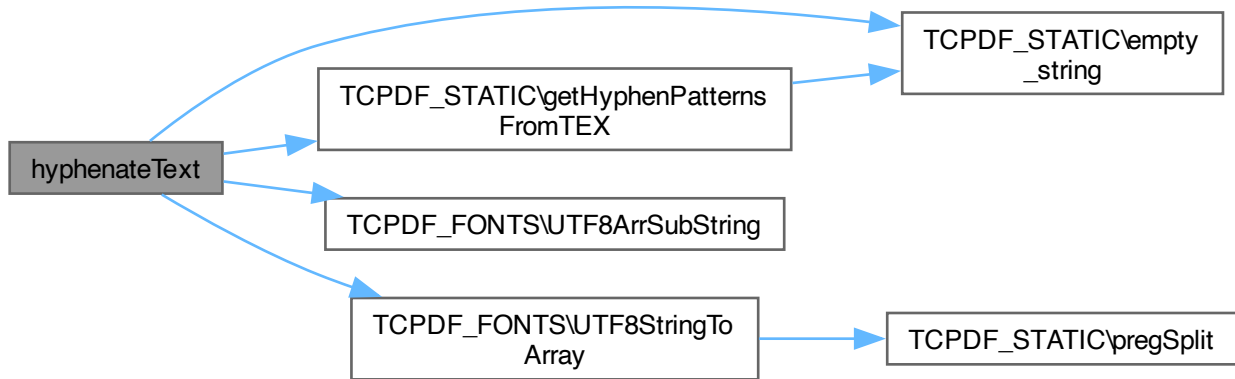 TCPDF_STATIC\empty
_string
TCPDF_STATIC\getHyphenPatterns
FromTEX
hyphenateText
TCPDF_FONTS\UTF8ArrSubString
TCPDF_FONTS\UTF8StringTo
Array
TCPDF_STATIC\pregSplit